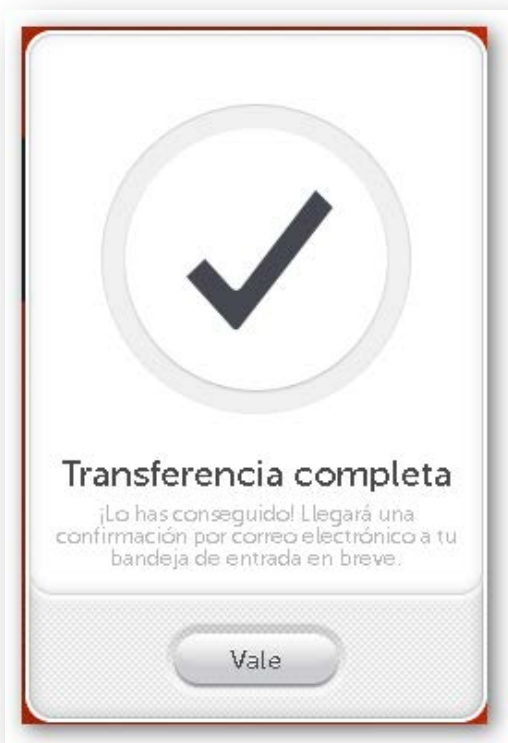 Transferencia completa
¡Lo has conseguido! Llegará una
confirmación por correo electrónico a tu
bandeja de entrada en breve.
Vale